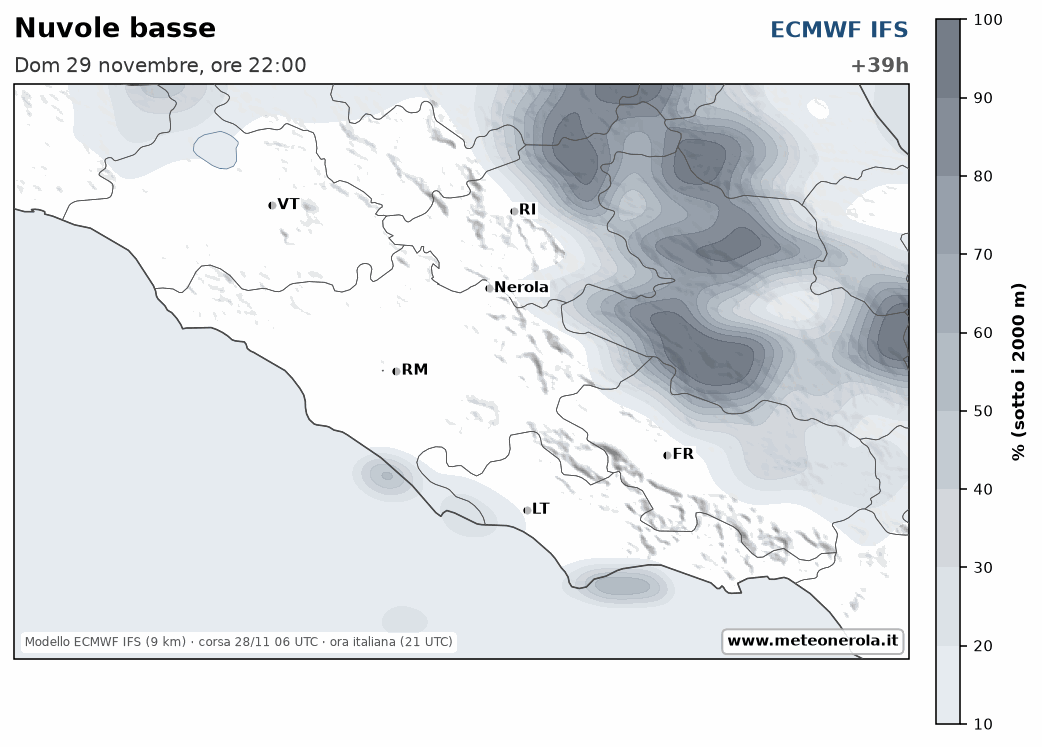 Nuvole basse
ECMWF IFS
Dom 29 novembre, ore 22:00
+39h
VT
RI
Nerola
RM
FR
LT
Modello ECMWF IFS (9 km) · corsa 28/11 06 UTC · ora italiana (21 UTC)
www.meteonerola.it
100
90
80
70
60
50
40
30
20
10
% (sotto i 2000 m)